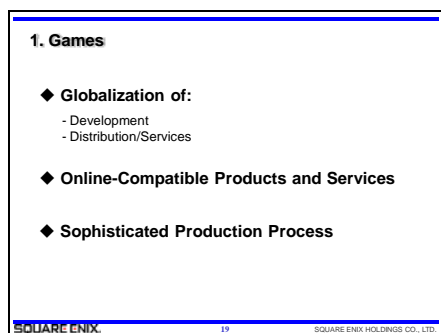 1. Games
◆ Globalization of:
- Development
- Distribution/Services
◆ Online-Compatible Products and Services
◆ Sophisticated Production Process
SQUARE ENIX. 19 SQUARE ENIX HOLDINGS CO., LTD.